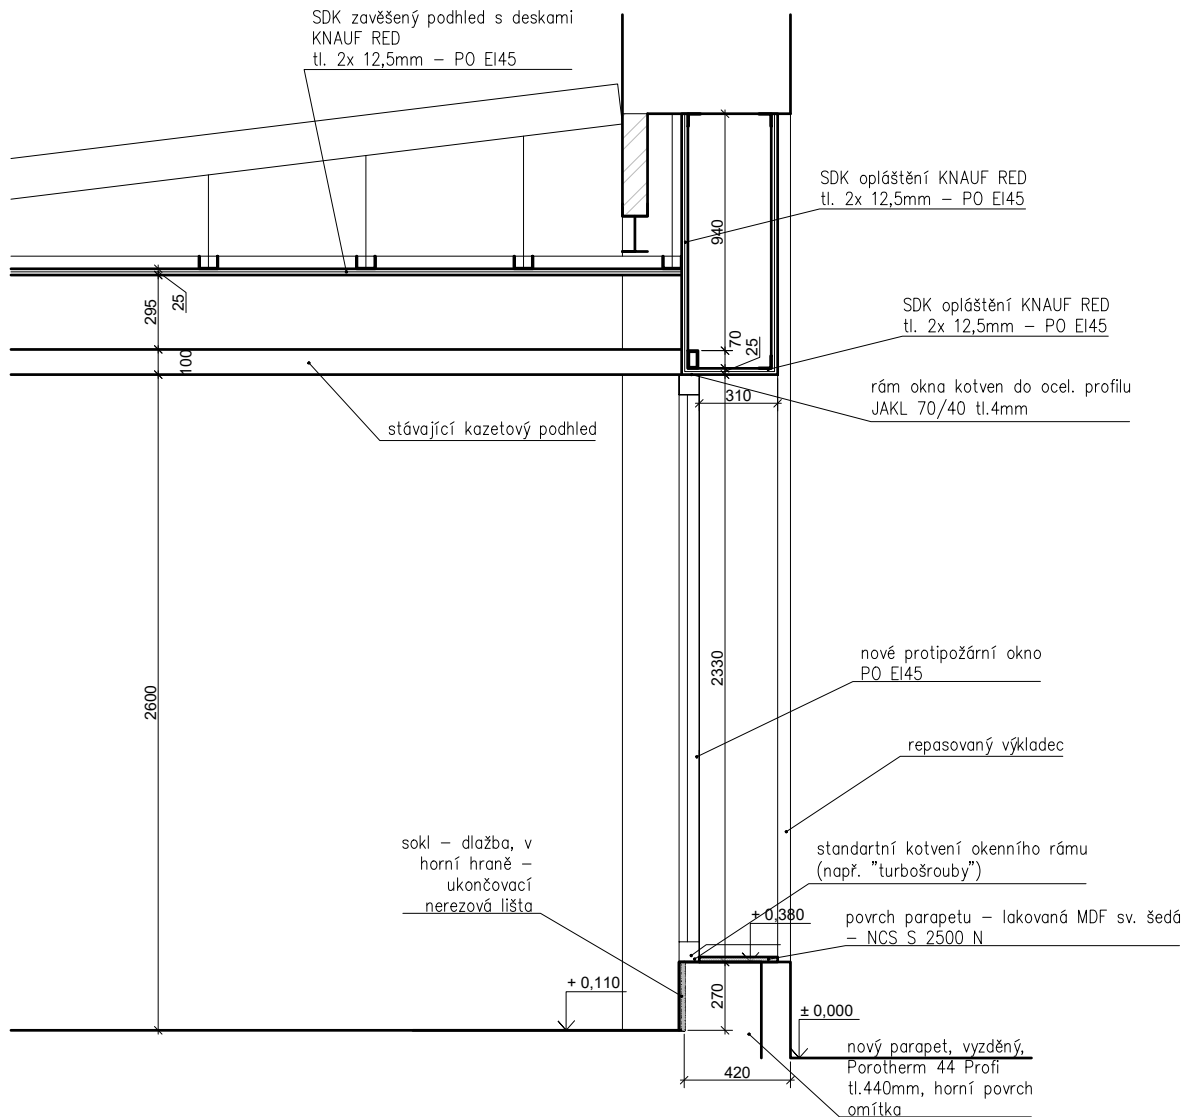 SDK zavěšený podhled s deskami
KNAUF RED
tl. 2x 12,5mm – PO EI45
SDK opláštění KNAUF RED
tl. 2x 12,5mm – PO EI45
940
295
25
100
SDK opláštění KNAUF RED
tl. 2x 12,5mm – PO EI45
70
25
310
rám okna kotven do ocel. profilu
JAKL 70/40 tl.4mm
stávající kazetový podhled
2600
2330
nové protipožární okno
PO EI45
repasovaný výkladec
sokl – dlažba, v
horní hraně –
ukončovací
nerezová lišta
standartní kotvení okenního rámu
(např. "turbošrouby")
+ 0,380
povrch parapetu – lakovaná MDF sv. šedá
– NCS S 2500 N
+ 0,110
270
± 0,000
420
nový parapet, vyzděný,
Porotherm 44 Profi
tl.440mm, horní povrch
omítka